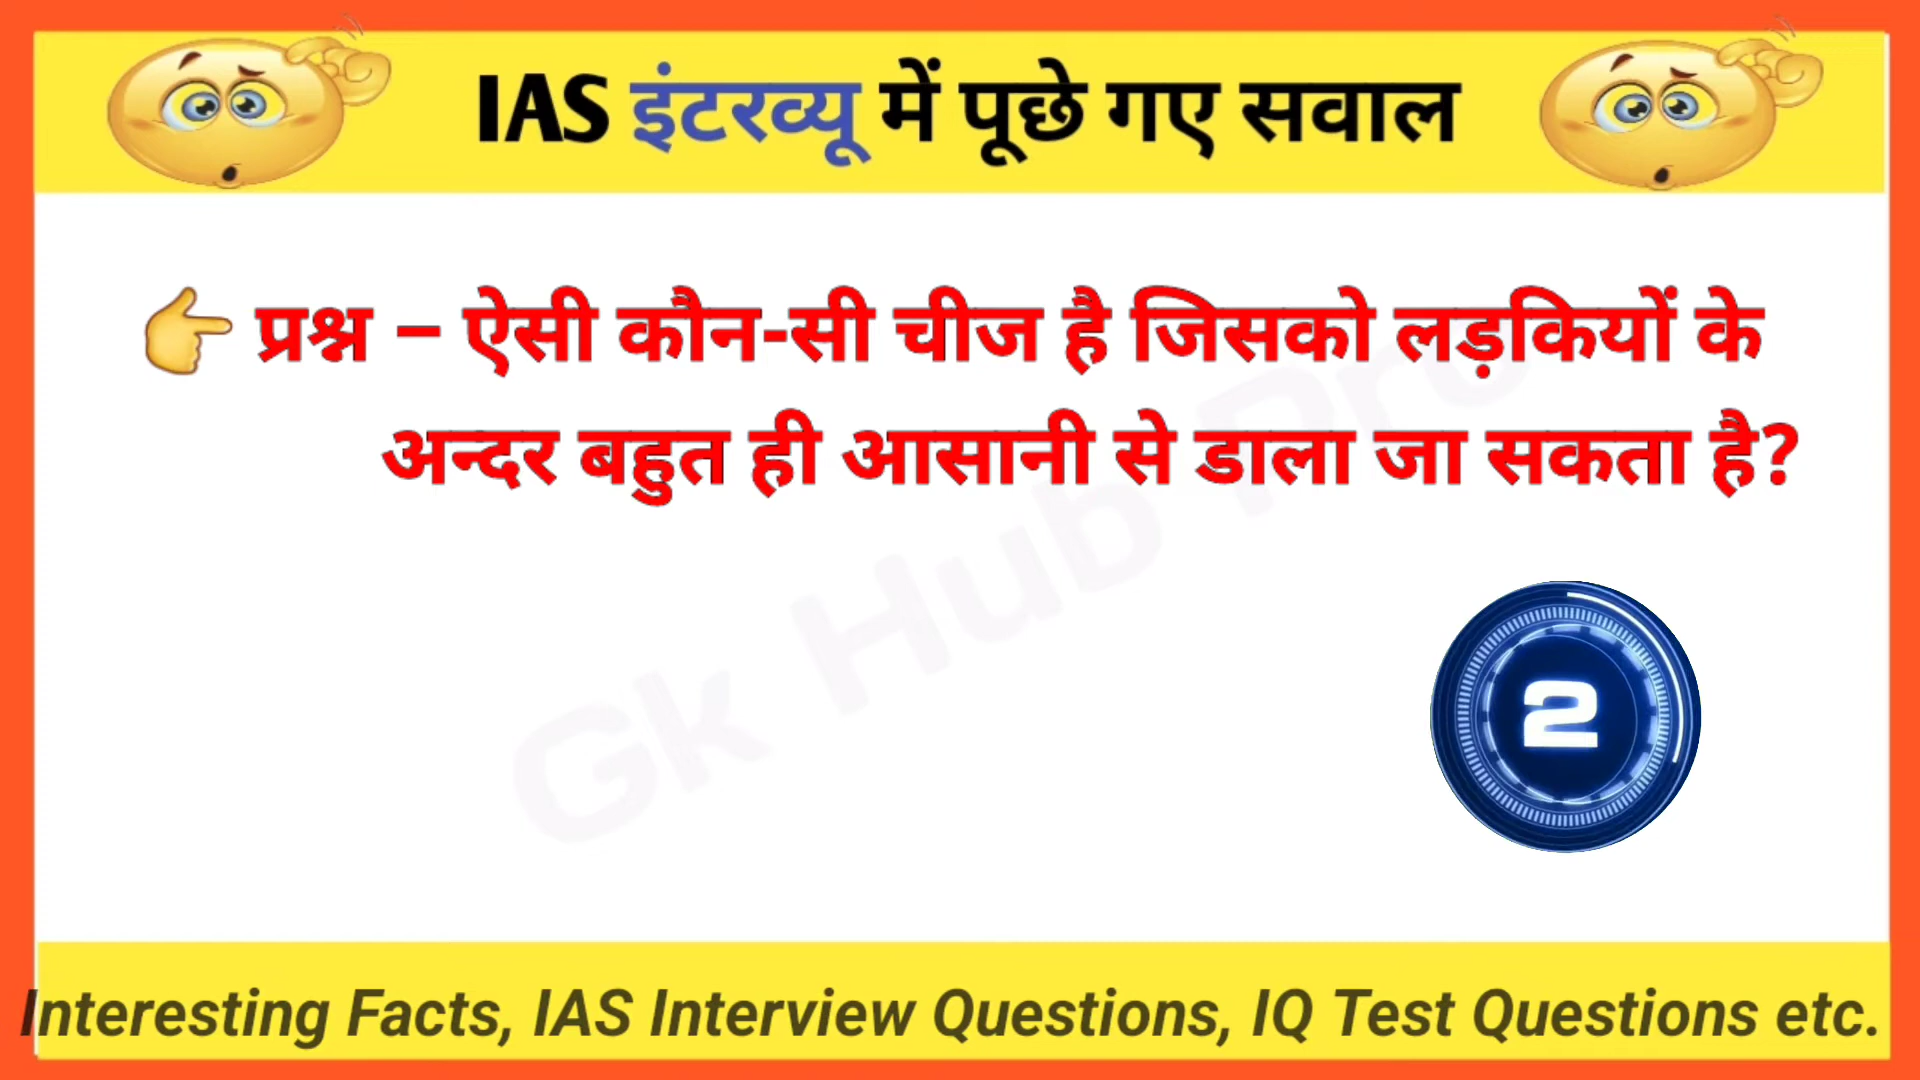 IAS इंटरव्यू में पूछे गए सवाल
👉 प्रश्न – ऐसी कौन-सी चीज है जिसको लड़कियों के
अन्दर बहुत ही आसानी से डाला जा सकता है?
Gk Hub Pro
2
Interesting Facts, IAS Interview Questions, IQ Test Questions etc.